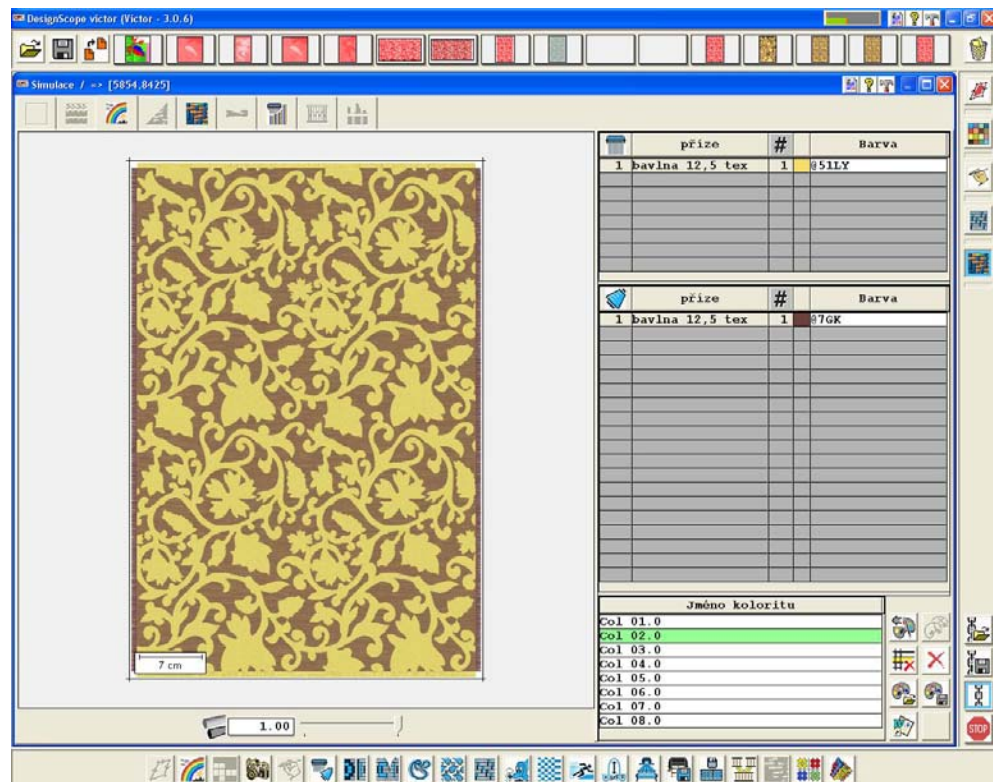 DesignScope victor (Victor - 3.0.6)
Simulace / => [5854,8425]
příze # Barva
1 bavlna 12,5 tex 1 @51LY
příze # Barva
1 bavlna 12,5 tex 1 @7GK
7 cm
Jméno koloritu
Col 01.0
Col 02.0
Col 03.0
Col 04.0
Col 05.0
Col 06.0
Col 07.0
Col 08.0
1.00
STOP